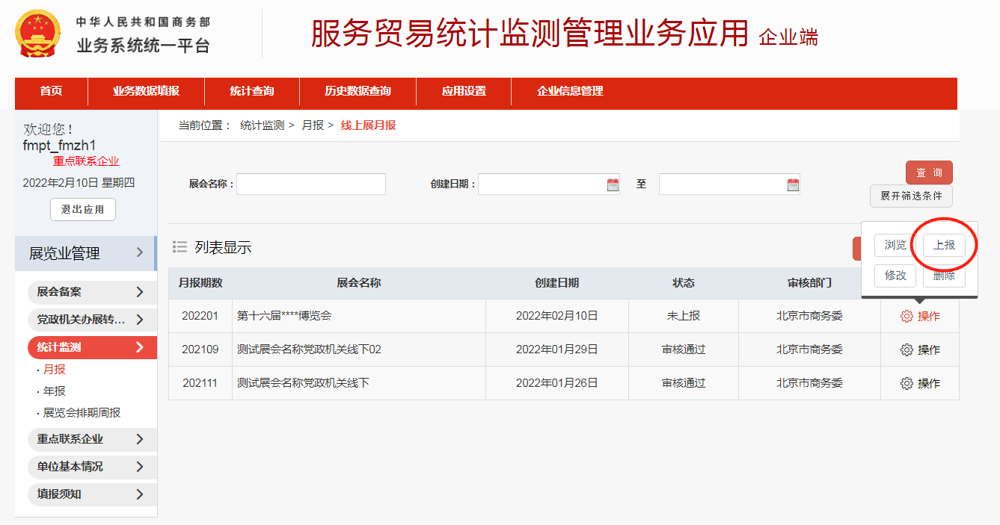 中华人民共和国商务部
业务系统统一平台
服务贸易统计监测管理业务应用 企业端
首页 业务数据填报 统计查询 历史数据查询 应用设置 企业信息管理
欢迎您！
fmpt_fmzh1
重点联系企业
2022年2月10日 星期四
退出应用
展览业管理
展会备案
党政机关办展转...
统计监测
· 月报
· 年报
· 展览会排期周报
重点联系企业
单位基本情况
填报须知
当前位置： 统计监测 > 月报 > 线上展月报
展会名称： 创建日期： 至 查 询
展开筛选条件
列表显示
浏览 上报
修改 删除
月报期数 展会名称 创建日期 状态 审核部门
202201 第十六届****博览会 2022年02月10日 未上报 北京市商务委 操作
202109 测试展会名称党政机关线下02 2022年01月29日 审核通过 北京市商务委 操作
202111 测试展会名称党政机关线下 2022年01月26日 审核通过 北京市商务委 操作